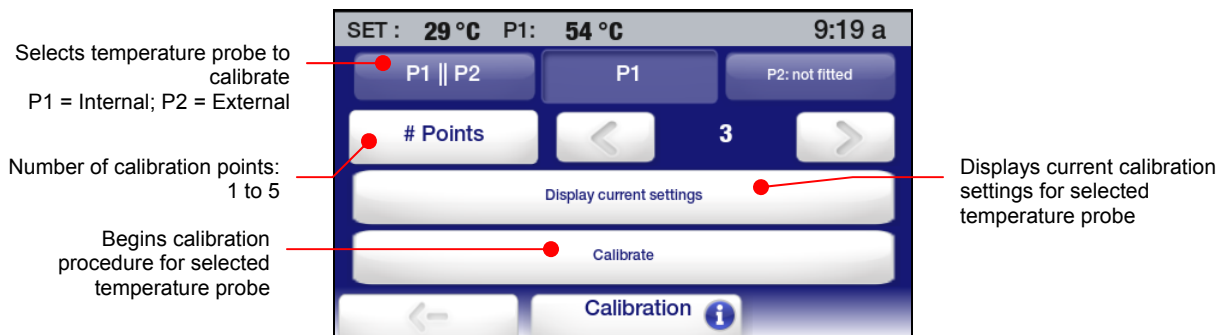 SET : 29 °C P1: 54 °C 9:19 a
Selects temperature probe to
calibrate
P1 = Internal; P2 = External
P1 || P2 P1 P2: not fitted
# Points < 3 >
Number of calibration points:
1 to 5
Display current settings
Displays current calibration
settings for selected
temperature probe
Begins calibration
procedure for selected
temperature probe
Calibrate
Calibration i